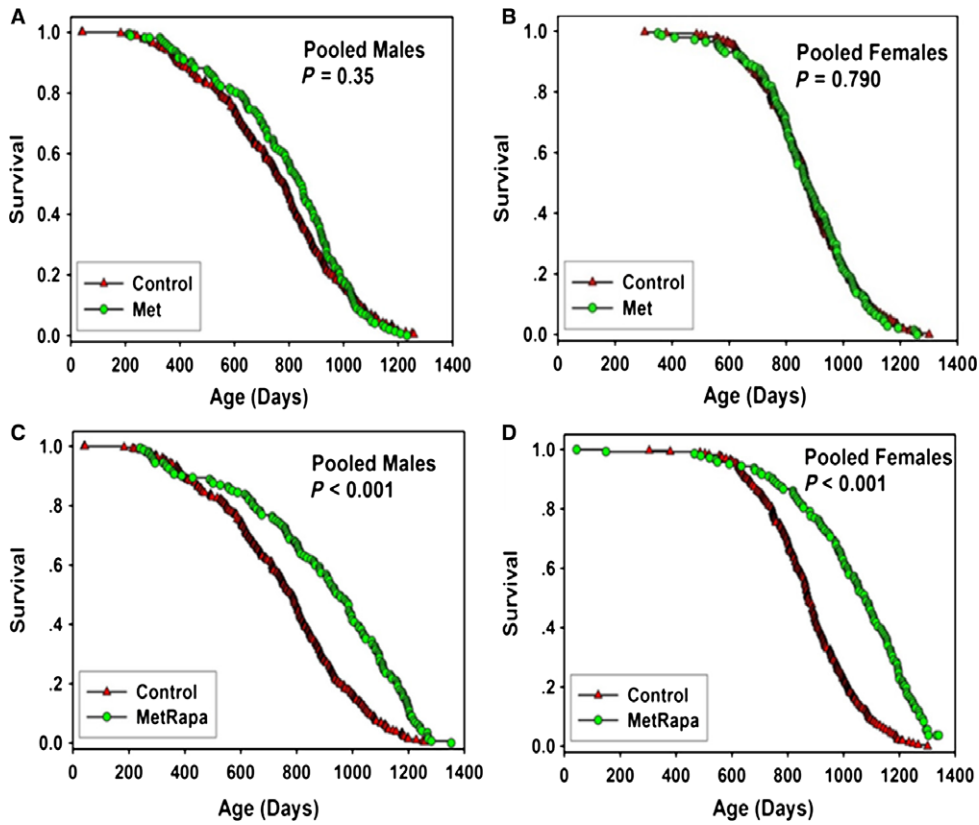 A
Pooled Males
P = 0.35
1.0
0.8
0.6
0.4
0.2
0.0
Survival
Control
Met
0 200 400 600 800 1000 1200 1400
Age (Days)
B
Pooled Females
P = 0.790
1.0
.8
.6
.4
.2
0.0
Survival
Control
Met
0 200 400 600 800 1000 1200 1400
Age (Days)
C
Pooled Males
P < 0.001
1.0
.8
.6
.4
.2
0.0
Survival
Control
MetRapa
0 200 400 600 800 1000 1200 1400
Age (Days)
D
Pooled Females
P < 0.001
1.0
.8
.6
.4
.2
0.0
Survival
Control
MetRapa
0 200 400 600 800 1000 1200 1400
Age (Days)